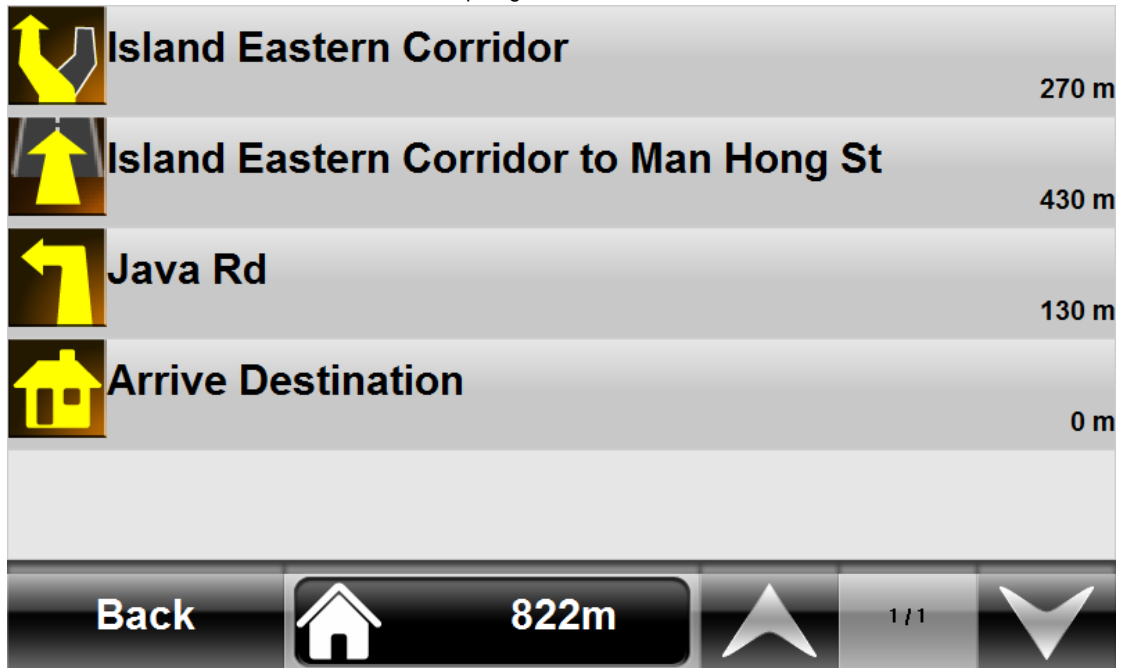 Island Eastern Corridor
270 m
Island Eastern Corridor to Man Hong St
430 m
Java Rd
130 m
Arrive Destination
0 m
Back
822m
1/1